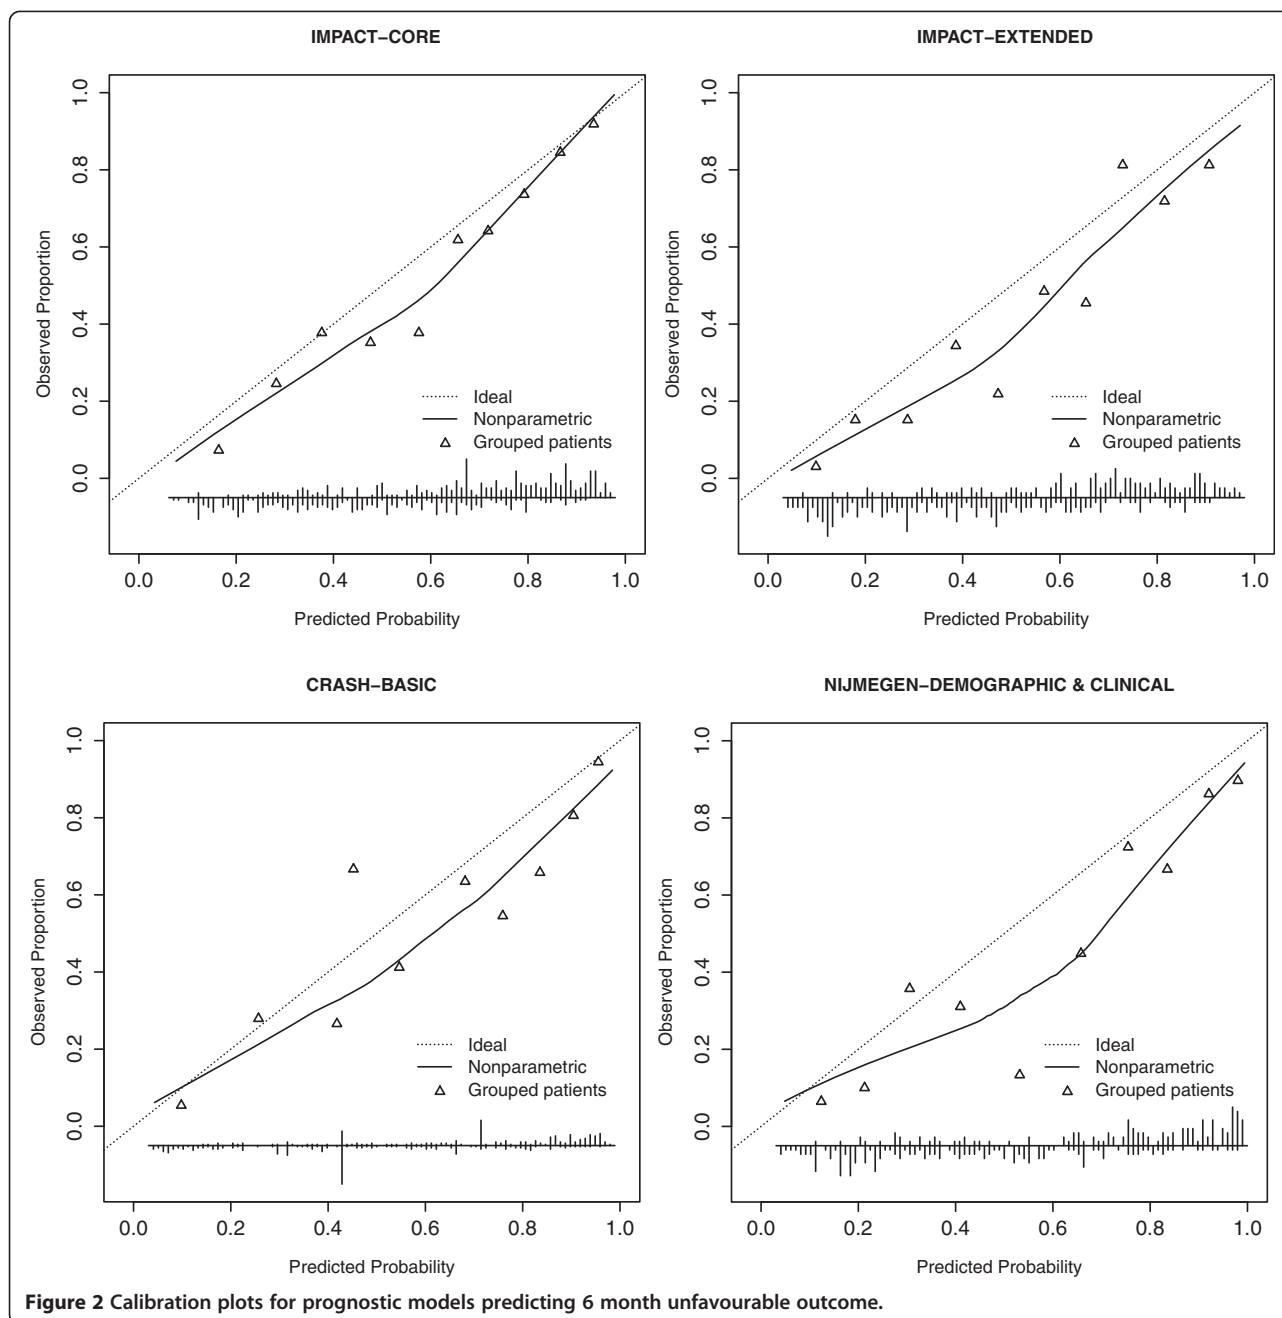 IMPACT–CORE
Observed Proportion
1.0
0.8
0.6
0.4
0.2
0.0
Ideal
Nonparametric
Grouped patients
0.0 0.2 0.4 0.6 0.8 1.0
Predicted Probability
IMPACT–EXTENDED
Observed Proportion
1.0
0.8
0.6
0.4
0.2
0.0
Ideal
Nonparametric
Grouped patients
0.0 0.2 0.4 0.6 0.8 1.0
Predicted Probability
CRASH–BASIC
Observed Proportion
1.0
0.8
0.6
0.4
0.2
0.0
Ideal
Nonparametric
Grouped patients
0.0 0.2 0.4 0.6 0.8 1.0
Predicted Probability
NIJMEGEN–DEMOGRAPHIC & CLINICAL
Observed Proportion
1.0
0.8
0.6
0.4
0.2
0.0
Ideal
Nonparametric
Grouped patients
0.0 0.2 0.4 0.6 0.8 1.0
Predicted Probability
Figure 2 Calibration plots for prognostic models predicting 6 month unfavourable outcome.